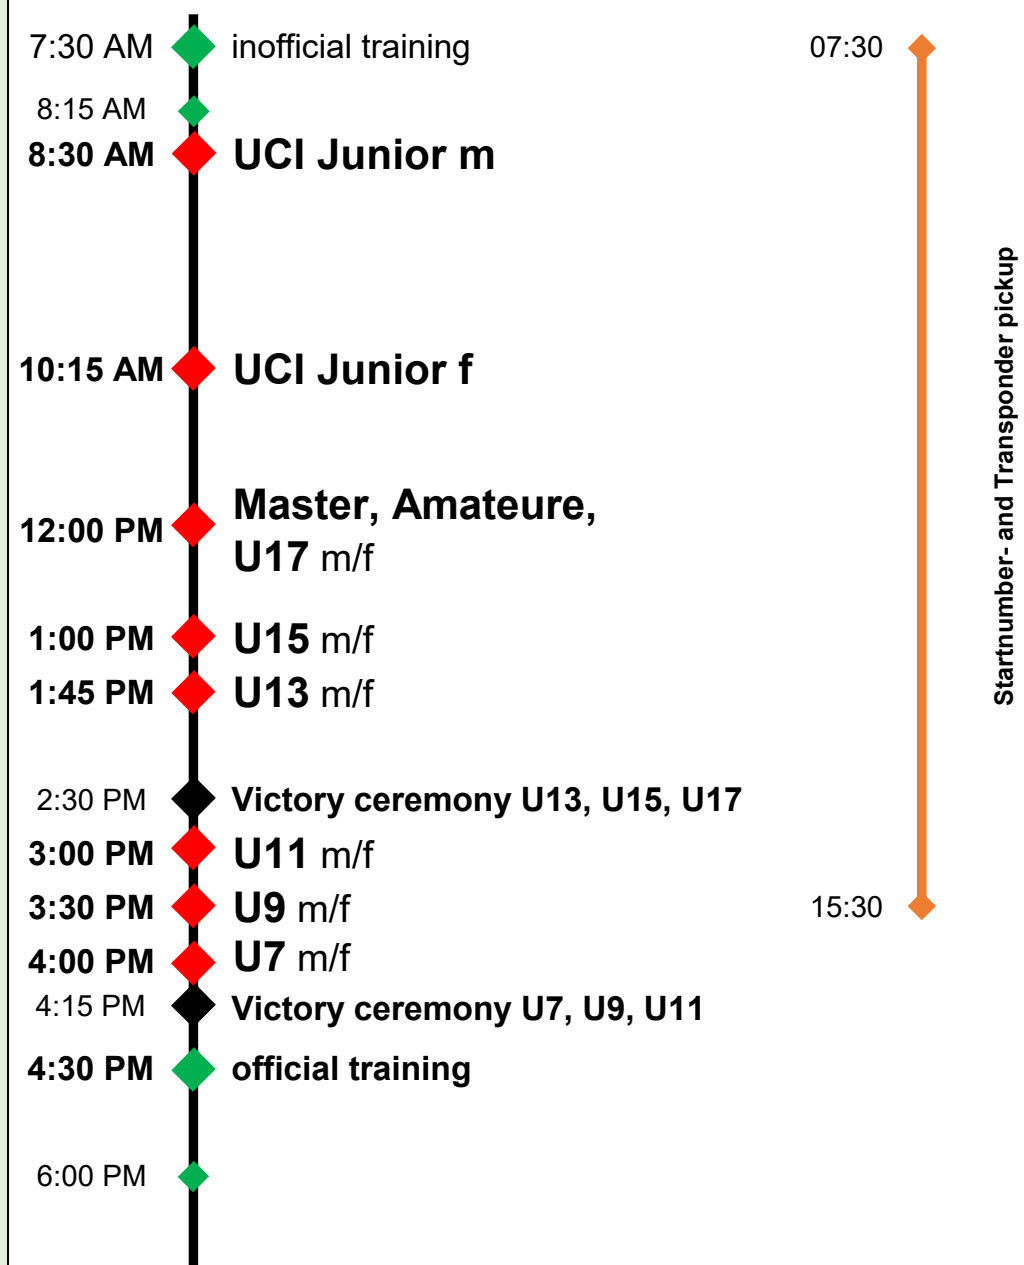 7:30 AM inofficial training 07:30
8:15 AM
8:30 AM UCI Junior m
10:15 AM UCI Junior f
12:00 PM Master, Amateure,
U17 m/f
1:00 PM U15 m/f
1:45 PM U13 m/f
2:30 PM Victory ceremony U13, U15, U17
3:00 PM U11 m/f
3:30 PM U9 m/f 15:30
4:00 PM U7 m/f
4:15 PM Victory ceremony U7, U9, U11
4:30 PM official training
6:00 PM
Startnumber- and Transponder pickup